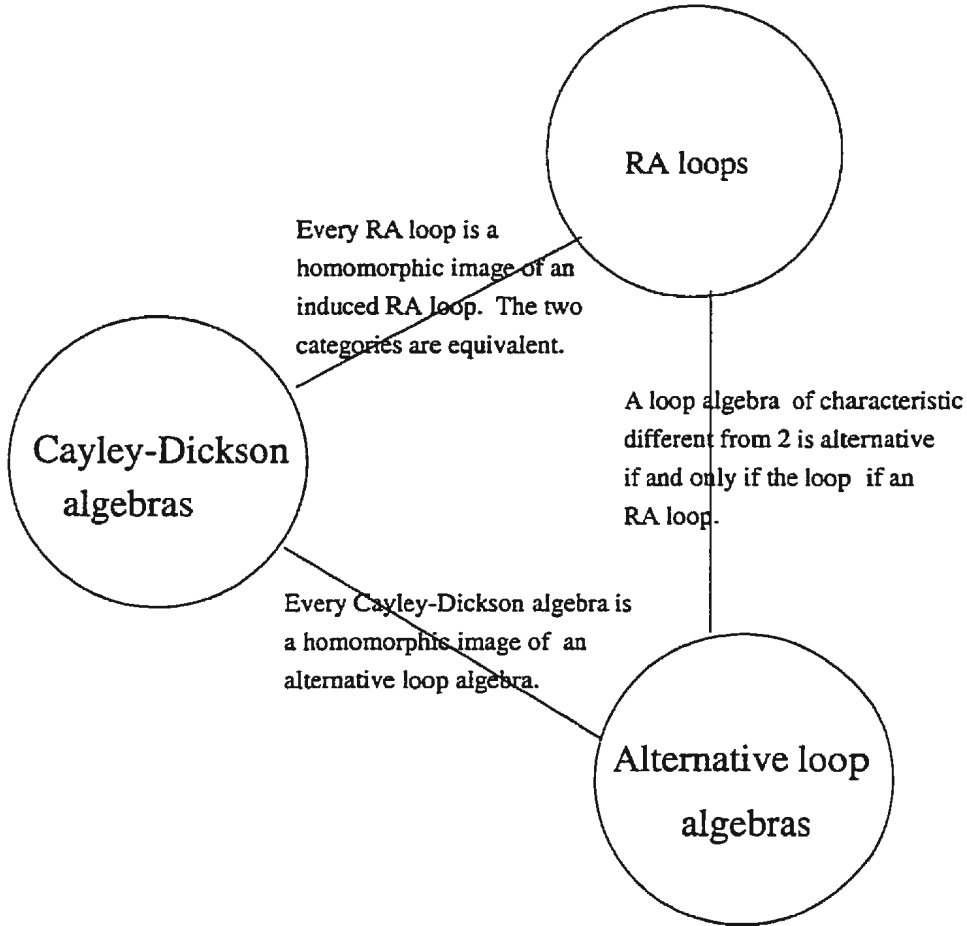 RA loops
Every RA loop is a
homomorphic image of an
induced RA loop. The two
categories are equivalent.
A loop algebra of characteristic
different from 2 is alternative
if and only if the loop if an
RA loop.
Cayley-Dickson
algebras
Every Cayley-Dickson algebra is
a homomorphic image of an
alternative loop algebra.
Alternative loop
algebras